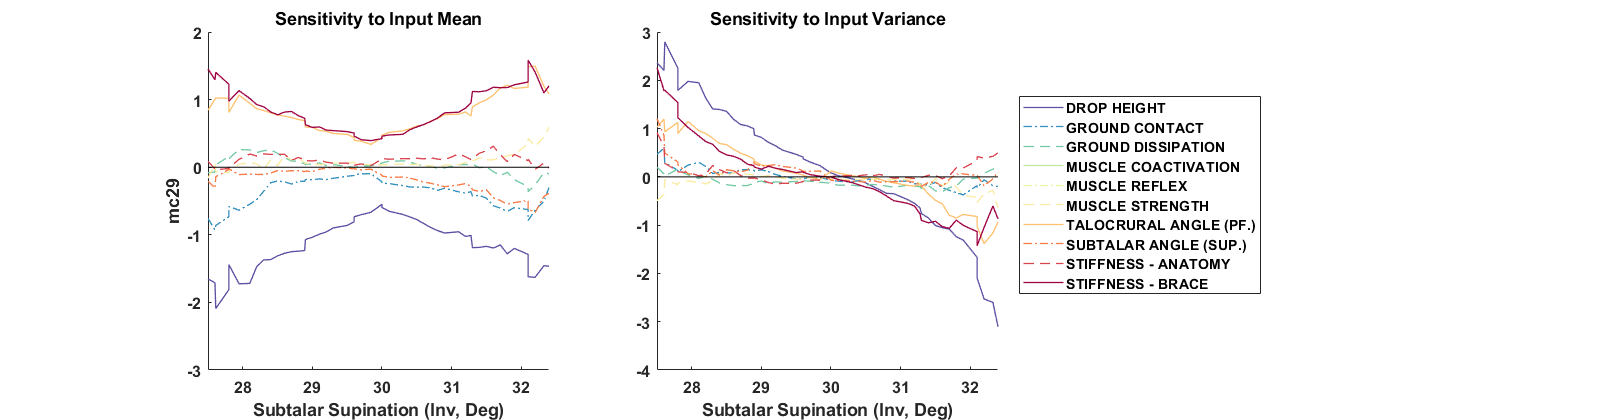 Sensitivity to Input Mean
2
1
0
-1
-2
-3
mc29
28
29
30
31
32
Subtalar Supination (Inv, Deg)
Sensitivity to Input Variance
3
2
1
0
-1
-2
-3
-4
28
29
30
31
32
Subtalar Supination (Inv, Deg)
DROP HEIGHT
GROUND CONTACT
GROUND DISSIPATION
MUSCLE COACTIVATION
MUSCLE REFLEX
MUSCLE STRENGTH
TALOCRURAL ANGLE (PF.)
SUBTALAR ANGLE (SUP.)
STIFFNESS - ANATOMY
STIFFNESS - BRACE